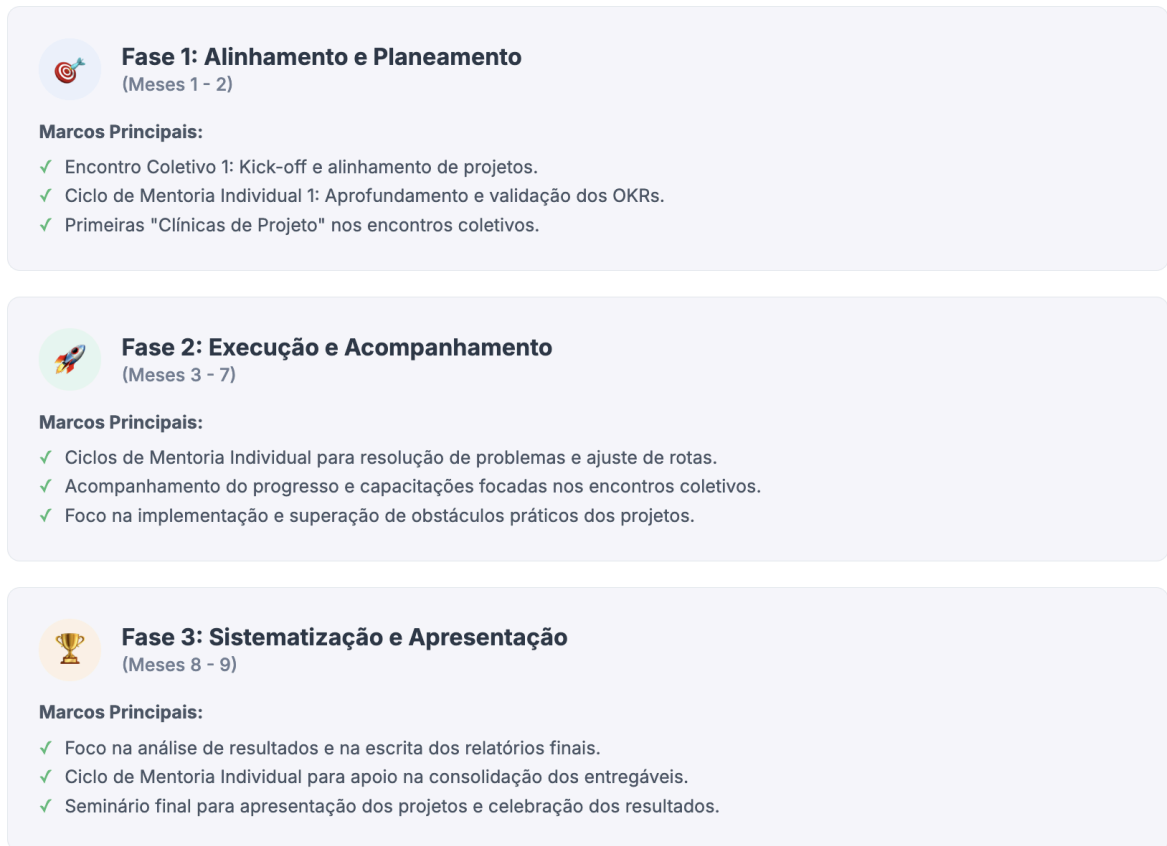 Fase 1: Alinhamento e Planeamento
(Meses 1 - 2)
Marcos Principais:
✓ Encontro Coletivo 1: Kick-off e alinhamento de projetos.
✓ Ciclo de Mentoria Individual 1: Aprofundamento e validação dos OKRs.
✓ Primeiras "Clínicas de Projeto" nos encontros coletivos.
Fase 2: Execução e Acompanhamento
(Meses 3 - 7)
Marcos Principais:
✓ Ciclos de Mentoria Individual para resolução de problemas e ajuste de rotas.
✓ Acompanhamento do progresso e capacitações focadas nos encontros coletivos.
✓ Foco na implementação e superação de obstáculos práticos dos projetos.
Fase 3: Sistematização e Apresentação
(Meses 8 - 9)
Marcos Principais:
✓ Foco na análise de resultados e na escrita dos relatórios finais.
✓ Ciclo de Mentoria Individual para apoio na consolidação dos entregáveis.
✓ Seminário final para apresentação dos projetos e celebração dos resultados.